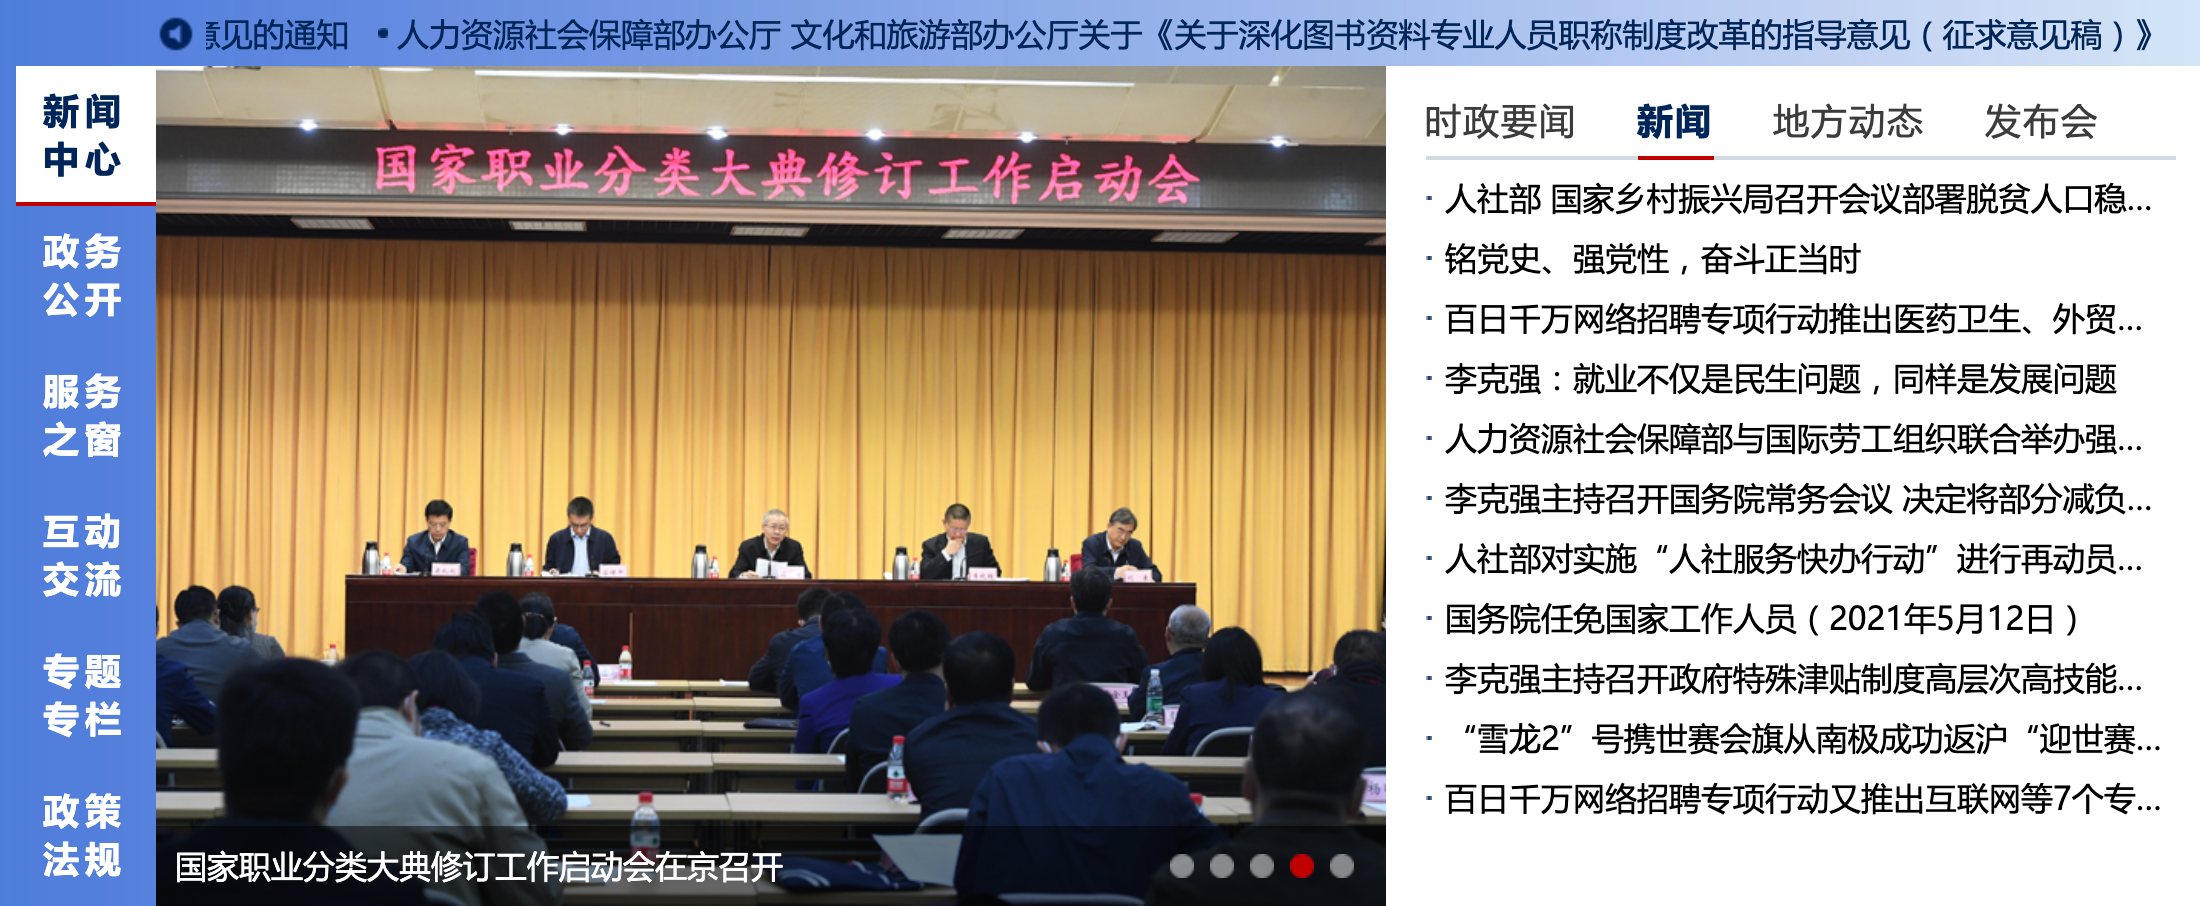 意见的通知 • 人力资源社会保障部办公厅 文化和旅游部办公厅关于《关于深化图书资料专业人员职称制度改革的指导意见（征求意见稿）》
新闻
中心
政务
公开
服务
之窗
互动
交流
专题
专栏
政策
法规
国家职业分类大典修订工作启动会
国家职业分类大典修订工作启动会在京召开
时政要闻 新闻 地方动态 发布会
· 人社部 国家乡村振兴局召开会议部署脱贫人口稳...
· 铭党史、强党性，奋斗正当时
· 百日千万网络招聘专项行动推出医药卫生、外贸...
· 李克强：就业不仅是民生问题，同样是发展问题
· 人力资源社会保障部与国际劳工组织联合举办强...
· 李克强主持召开国务院常务会议 决定将部分减负...
· 人社部对实施“人社服务快办行动”进行再动员...
· 国务院任免国家工作人员（2021年5月12日）
· 李克强主持召开政府特殊津贴制度高层次高技能...
· “雪龙2”号携世赛会旗从南极成功返沪“迎世赛...
· 百日千万网络招聘专项行动又推出互联网等7个专...